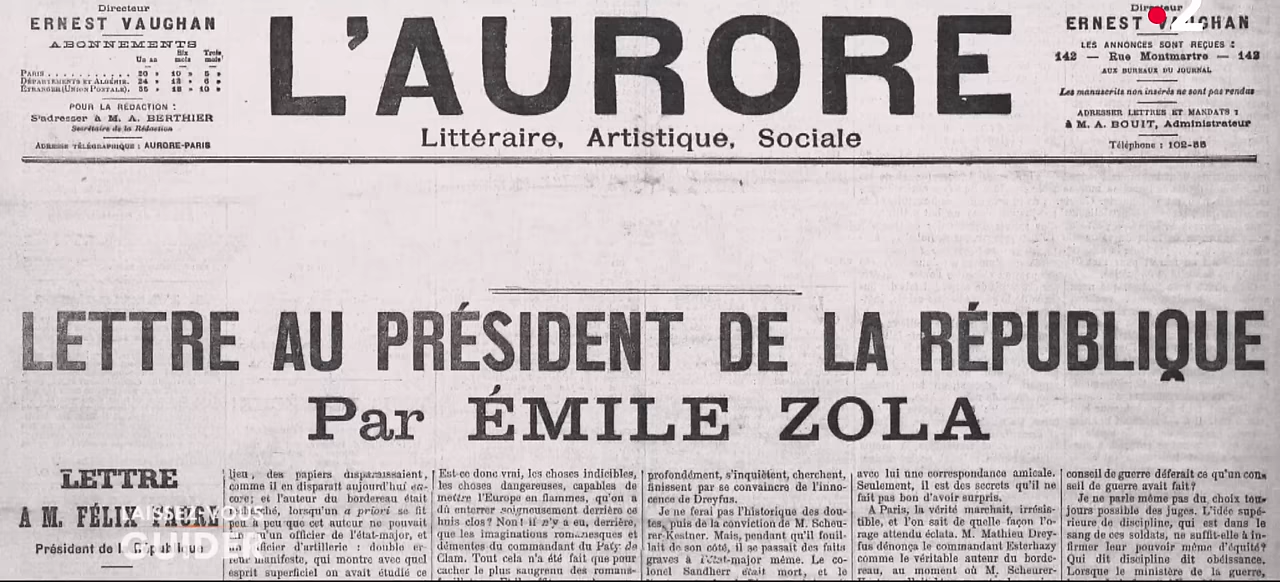 Directeur
ERNEST VAUGHAN
ABONNEMENTS
Un an Six mois Trois mois
PARIS 20 » 10 » 5 »
DÉPARTEMENTS ET ALGÉRIE. 24 » 12 » 6 »
ÉTRANGER (UNION POSTALE). 35 » 18 » 10 »
POUR LA RÉDACTION :
S'adresser à M. A. BERTHIER
Secrétaire de la Rédaction
ADRESSE TÉLÉGRAPHIQUE : AURORE-PARIS
L'AURORE
Littéraire, Artistique, Sociale
Directeur
ERNEST VAUGHAN
2
LES ANNONCES SONT REÇUES :
142 — Rue Montmartre — 142
AUX BUREAUX DU JOURNAL
Les manuscrits non insérés ne sont pas rendus
ADRESSER LETTRES ET MANDATS :
à M. A. BOUIT, Administrateur
Téléphone : 102-88
LETTRE AU PRÉSIDENT DE LA RÉPUBLIQUE
Par ÉMILE ZOLA
LETTRE
A M. FÉLIX FAURE
Président de la République
LAISSEZ-VOUS
GUIDER
lieu, des papiers disparaissaient,
comme il en disparaît aujourd'hui en-
core; et l'auteur du bordereau était
recherché, lorsqu'un a priori se fit
peu à peu que cet auteur ne pouvait
qu'un officier de l'état-major, et
officier d'artillerie : double er-
reur manifeste, qui montre avec quel
esprit superficiel on avait étudié ce
Est-ce donc vrai, les choses indicibles,
les choses dangereuses, capables de
mettre l'Europe en flammes, qu'on a
dû enterrer soigneusement derrière ce
huis clos? Non! il n'y a eu, derrière,
que les imaginations romanesques et
démentes du commandant du Paty de
Clam. Tout cela n'a été fait que pour
cacher le plus saugrenu des romans-
profondément, s'inquiètent, cherchent,
finissent par se convaincre de l'inno-
cence de Dreyfus.
Je ne ferai pas l'historique des dou-
tes, puis de la conviction de M. Scheu-
rer-Kestner. Mais, pendant qu'il fouil-
lait de son côté, il se passait des faits
graves à l'état-major même. Le co-
lonel Sandherr était mort, et le
avec lui une correspondance amicale.
Seulement, il est des secrets qu'il ne
fait pas bon d'avoir surpris.
A Paris, la vérité marchait, irrésis-
tible, et l'on sait de quelle façon l'o-
rage attendu éclata. M. Mathieu Drey-
fus dénonça le commandant Esterhazy
comme le véritable auteur du borde-
reau, au moment où M. Scheurer-
conseil de guerre déferait ce qu'un con-
seil de guerre avait fait?
Je ne parle même pas du choix tou-
jours possible des juges. L'idée supé-
rieure de discipline, qui est dans le
sang de ces soldats, ne suffit-elle à in-
firmer leur pouvoir même d'équité?
Qui dit discipline dit obéissance.
Lorsque le ministre de la guerre,